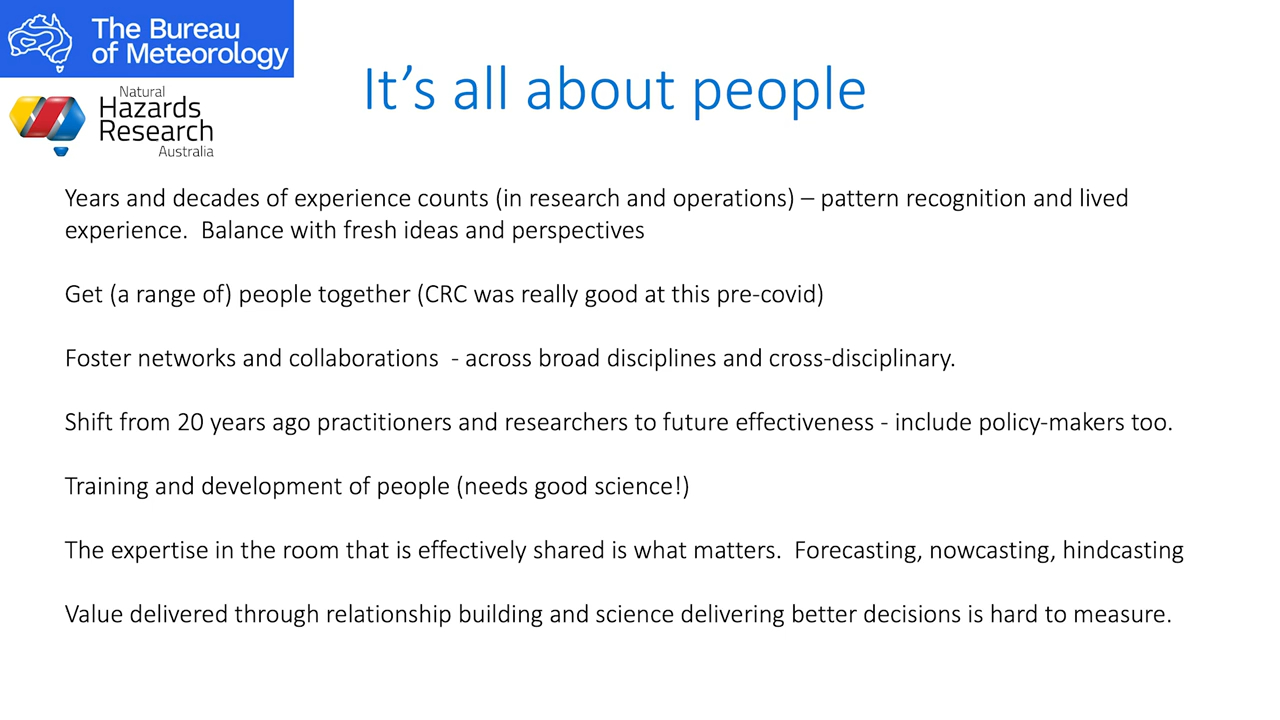 The Bureau
of Meteorology
Natural
Hazards
Research
Australia
It’s all about people
Years and decades of experience counts (in research and operations) – pattern recognition and lived
experience.  Balance with fresh ideas and perspectives
Get (a range of) people together (CRC was really good at this pre-covid)
Foster networks and collaborations  - across broad disciplines and cross-disciplinary.
Shift from 20 years ago practitioners and researchers to future effectiveness - include policy-makers too.
Training and development of people (needs good science!)
The expertise in the room that is effectively shared is what matters.  Forecasting, nowcasting, hindcasting
Value delivered through relationship building and science delivering better decisions is hard to measure.